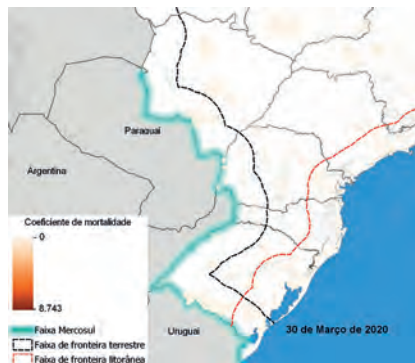 Paraguai
Argentina
Coeficiente de mortalidade
0
8.743
Faixa Mercosul
Faixa de fronteira terrestre
Faixa de fronteira litorânea
Uruguai
30 de Março de 2020